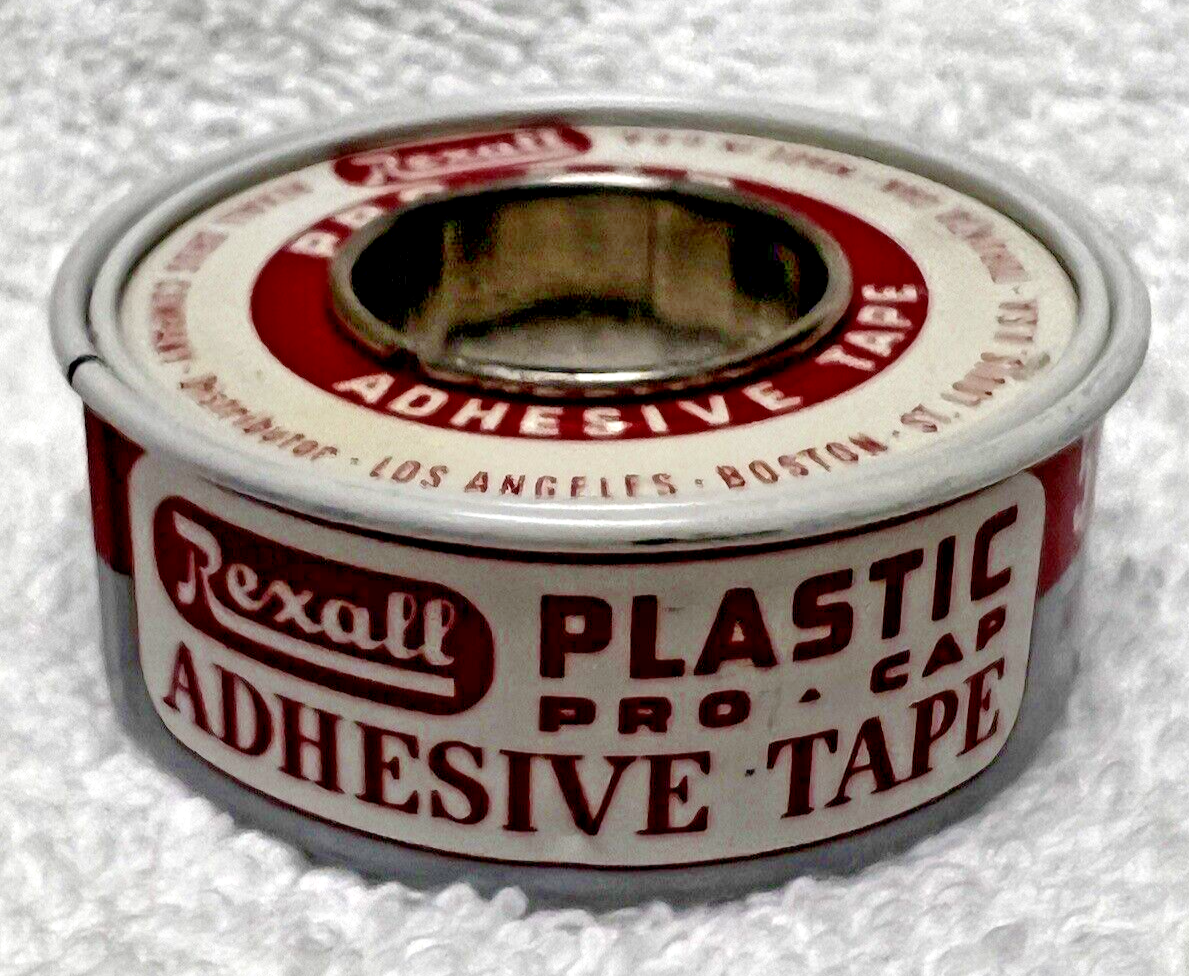 Rexall
ADHESIVE TAPE
Distributor · LOS ANGELES · BOSTON · ST. LOUIS, U.S.A.
Rexall
PLASTIC
PRO - CAP
ADHESIVE · TAPE